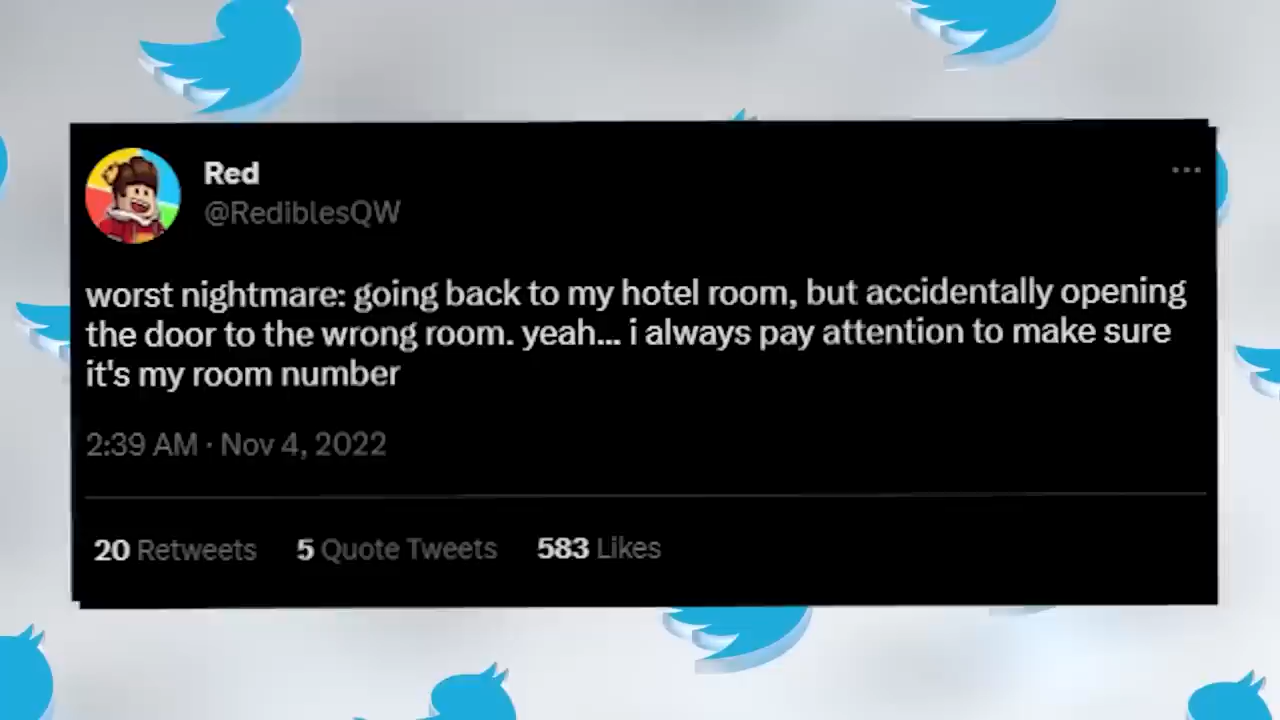 Red
@RediblesQW
worst nightmare: going back to my hotel room, but accidentally opening
the door to the wrong room. yeah... i always pay attention to make sure
it's my room number
2:39 AM · Nov 4, 2022
20 Retweets 5 Quote Tweets 583 Likes